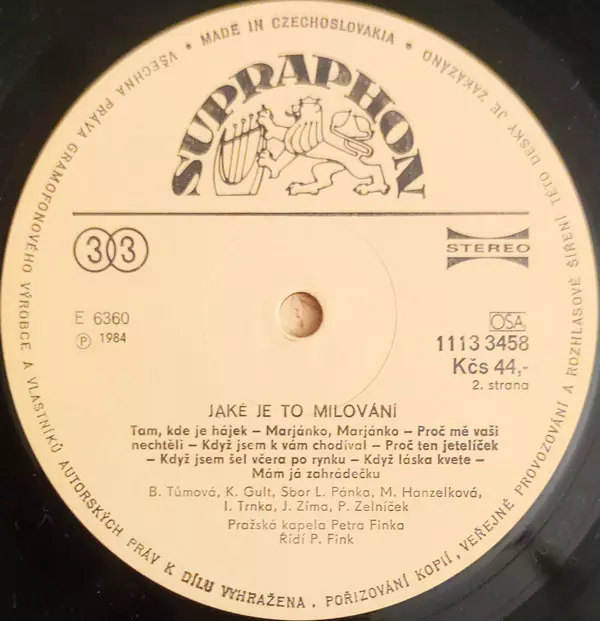 VŠECHNA PRÁVA GRAMOFONOVÉHO VÝROBCE A VLASTNÍKŮ AUTORSKÝCH PRÁV K DÍLU VYHRAŽENA. POŘIZOVÁNÍ KOPIÍ, VEŘEJNÉ PROVOZOVÁNÍ A ROZHLASOVÉ ŠÍŘENÍ TÉTO DESKY JE ZAKÁZÁNO
• MADE IN CZECHOSLOVAKIA •
SUPRAPHON
33
STEREO
E 6360
℗ 1984
OSA
1113 3458
Kčs 44,-
2. strana
JAKÉ JE TO MILOVÁNÍ
Tam, kde je hájek – Marjánko, Marjánko – Proč mě vaši
nechtěli – Když jsem k vám chodíval – Proč ten jetelíček
– Když jsem šel včera po rynku – Když láska kvete –
Mám já zahrádečku
B. Tůmová, K. Gult, Sbor L. Pánka, M. Hanzelková,
I. Trnka, J. Zíma, P. Zelníček
Pražská kapela Petra Finka
Řídí P. Fink